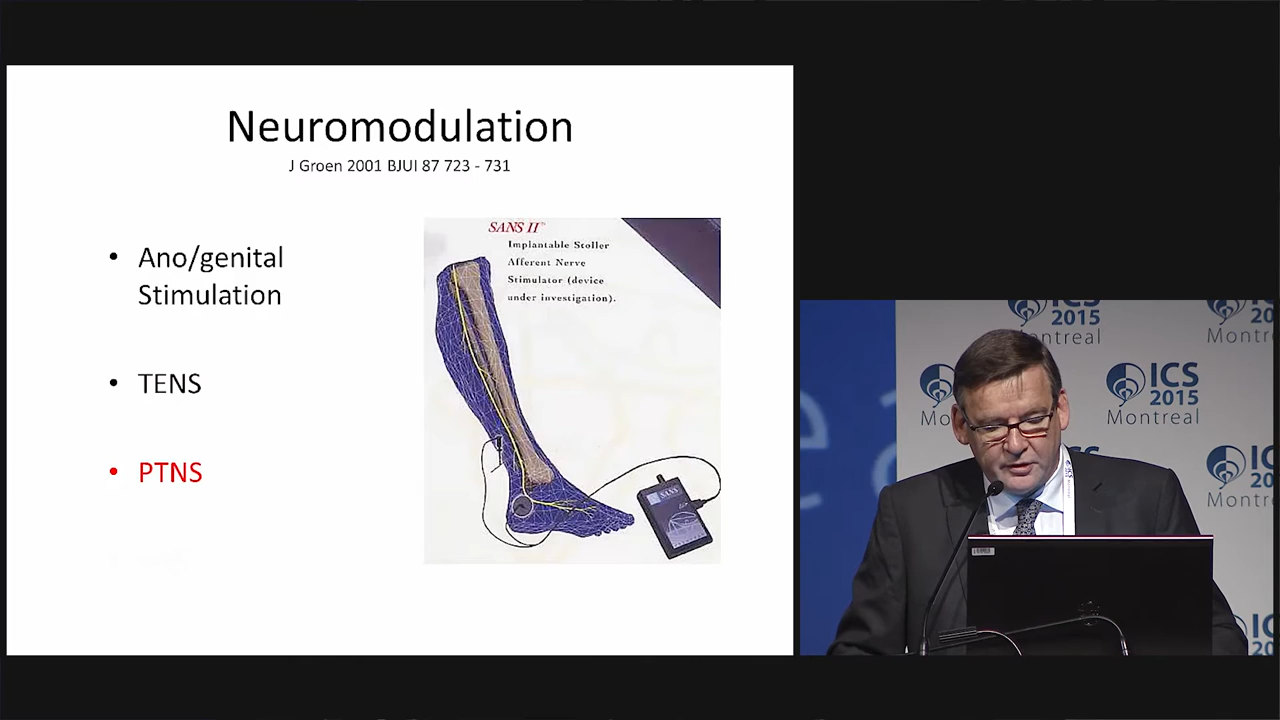 Neuromodulation
J Groen 2001 BJUI 87 723 - 731
• Ano/genital
Stimulation
• TENS
• PTNS
SANS II™
Implantable Stoller
Afferent Nerve
Stimulator (device
under investigation).
SANS
ICS
2015
Montreal
ICS
2015
Montreal
ICS
2015
Montreal